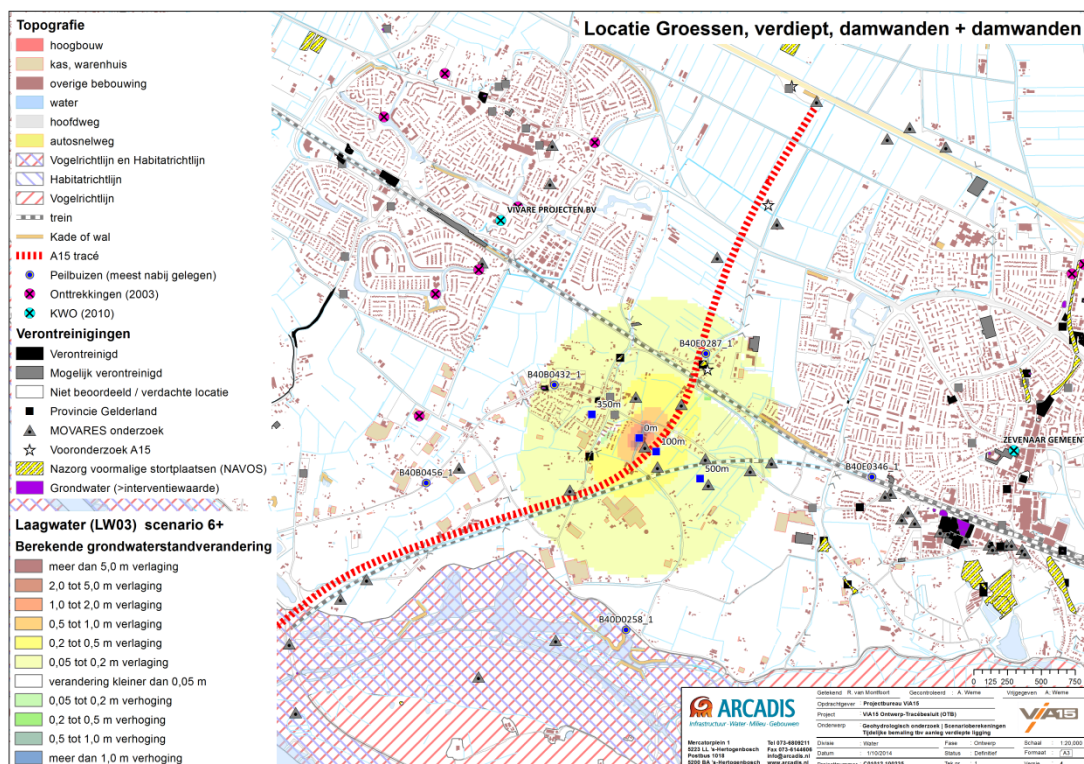 Locatie Groessen, verdiept, damwanden + damwanden
Topografie
hoogbouw
kas, warenhuis
overige bebouwing
water
hoofdweg
autosnelweg
Vogelrichtlijn en Habitatrichtlijn
Habitatrichtlijn
Vogelrichtlijn
trein
Kade of wal
A15 tracé
Peilbuizen (meest nabij gelegen)
Onttrekkingen (2003)
KWO (2010)
Verontreinigingen
Verontreinigd
Mogelijk verontreinigd
Niet beoordeeld / verdachte locatie
Provincie Gelderland
MOVARES onderzoek
Vooronderzoek A15
Nazorg voormalige stortplaatsen (NAVOS)
Grondwater (>interventiewaarde)
Laagwater (LW03) scenario 6+
Berekende grondwaterstandverandering
meer dan 5,0 m verlaging
2,0 tot 5,0 m verlaging
1,0 tot 2,0 m verlaging
0,5 tot 1,0 m verlaging
0,2 tot 0,5 m verlaging
0,05 tot 0,2 m verlaging
verandering kleiner dan 0,05 m
0,05 tot 0,2 m verhoging
0,2 tot 0,5 m verhoging
0,5 tot 1,0 m verhoging
meer dan 1,0 m verhoging
VIVARE PROJECTEN BV
B40E0287_1
B40B0432_1
350m
0m
100m
500m
B40B0456_1
B40E0346_1
ZEVENAAR GEMEEN
B40D0258_1
0 125 250 500 750
ARCADIS
Infrastructuur · Water · Milieu · Gebouwen
Mercatorplein 1
5223 LL 's-Hertogenbosch
Postbus 1018
5200 BA 's-Hertogenbosch
Tel 073-6809211
Fax 073-6144606
info@arcadis.nl
www.arcadis.nl
Getekend R. van Montfoort Gecontroleerd : A. Werne Vrijgegeven A. Werne
Opdrachtgever Projectbureau ViA15
Project ViA15 Ontwerp-Tracébesluit (OTB)
Onderwerp Geohydrologisch onderzoek | Scenarioberekeningen
Tijdelijke bemaling tbv aanleg verdiepte ligging
Divisie Water Fase : Ontwerp Schaal : 1:20.000
Datum : 1/10/2014 Status : Definitief Formaat : A3
ViA15